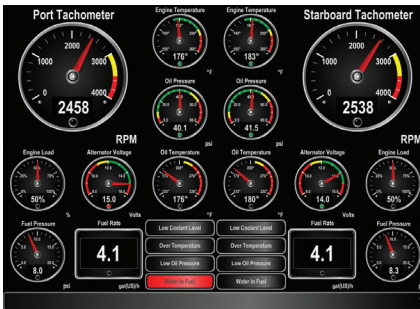 Port Tachometer
Engine Temperature
Engine Temperature
Starboard Tachometer
176°
183°
°F
1000
2000
3000
4000
0
2458
RPM
Oil Pressure
Oil Pressure
40.1
41.5
psi
1000
2000
3000
4000
0
2538
RPM
Engine Load
Alternator Voltage
Oil Temperature
Oil Temperature
Alternator Voltage
Engine Load
50%
15.0
176°
180°
14.0
50%
%
Volts
°F
Volts
%
Fuel Pressure
Fuel Rate
Low Coolant Level
Low Coolant Level
Fuel Rate
Fuel Pressure
Over Temperature
Over Temperature
8.0
4.1
Low Oil Pressure
Low Oil Pressure
4.1
8.3
Water In Fuel
Water In Fuel
psi
gal(US)/h
gal(US)/h
psi